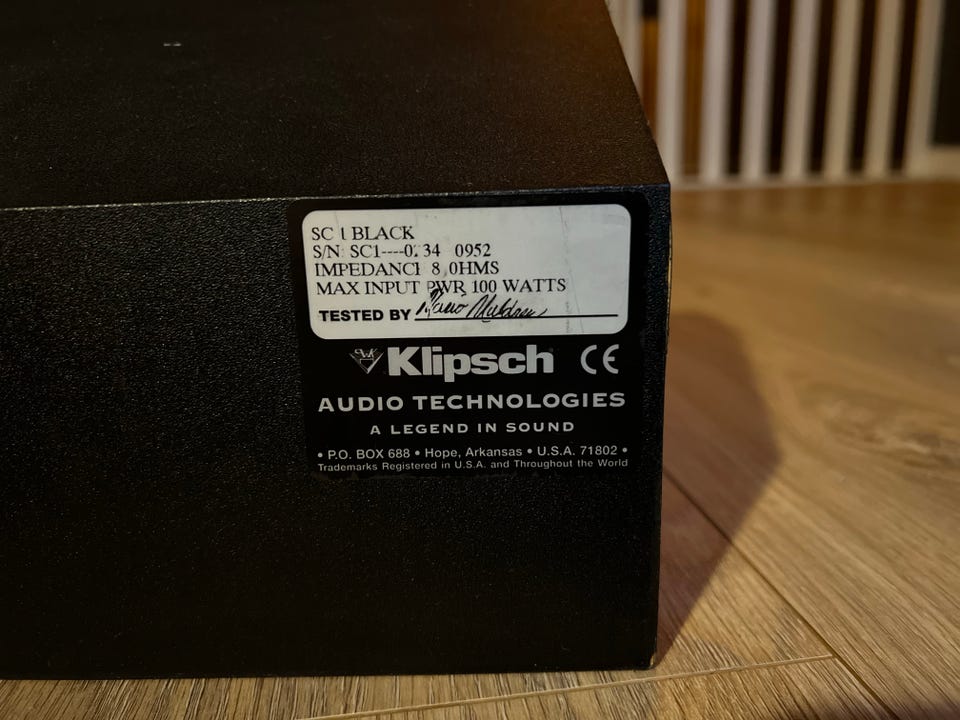 SC 1 BLACK
S/N: SC1----0234 0952
IMPEDANCE 8 0HMS
MAX INPUT PWR 100 WATTS
TESTED BY
Klipsch CE
AUDIO TECHNOLOGIES
A LEGEND IN SOUND
• P.O. BOX 688 • Hope, Arkansas • U.S.A. 71802 •
Trademarks Registered in U.S.A. and Throughout the World